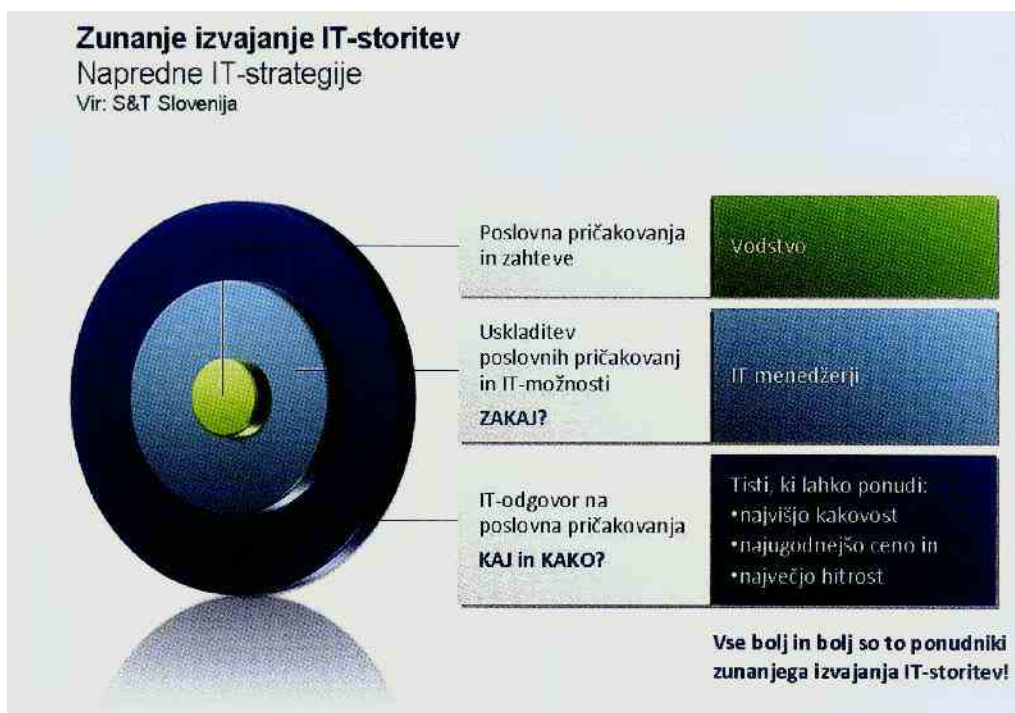 Zunanje izvajanje IT-storitev
Napredne IT-strategije
Vir: S&T Slovenija
Poslovna pričakovanja
in zahteve
Vodstvo
Uskladitev
poslovnih pričakovanj
in IT-možnosti
ZAKAJ?
IT menedžerji
IT-odgovor na
poslovna pričakovanja
KAJ in KAKO?
Tisti, ki lahko ponudi:
•najvišjo kakovost
•najugodnejšo ceno in
•največjo hitrost
Vse bolj in bolj so to ponudniki
zunanjega izvajanja IT-storitev!